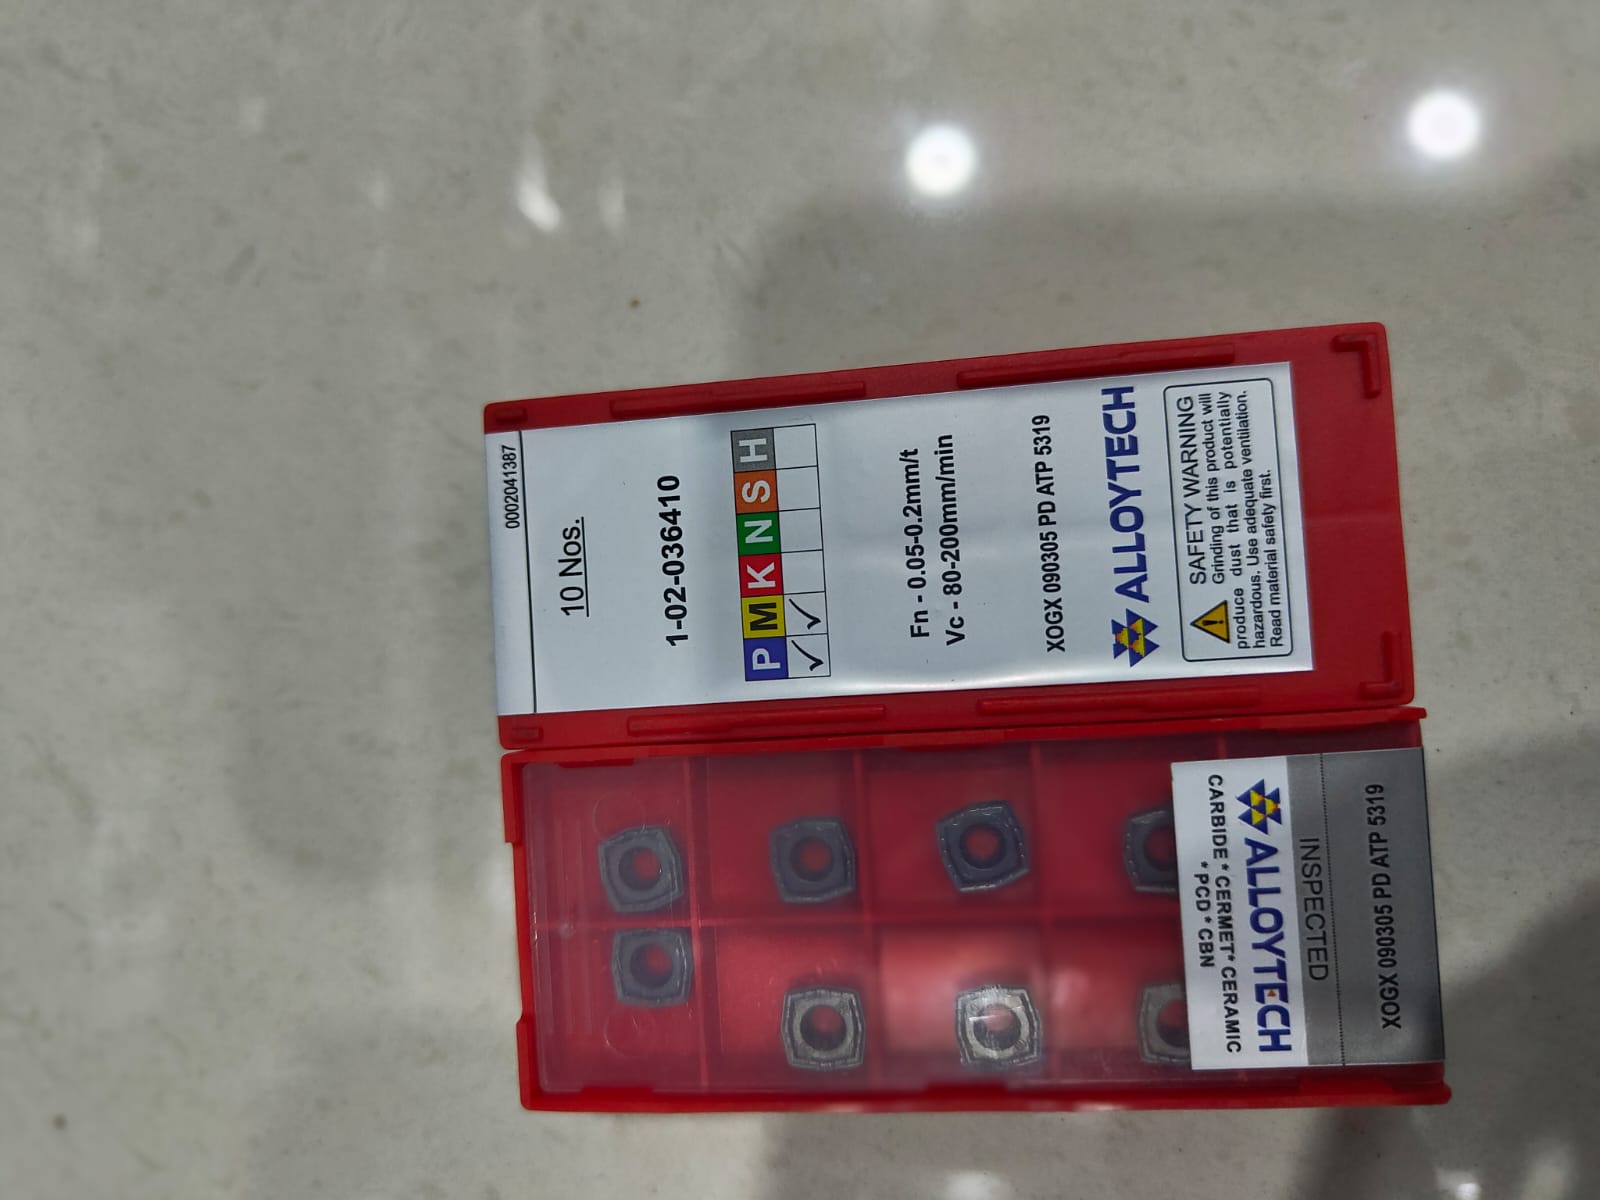 0002041387
10 Nos.
1-02-036410
P M K N S H
✓ ✓
Fn - 0.05-0.2mm/t
Vc - 80-200mm/min
XOGX 090305 PD ATP 5319
ALLOYTECH
SAFETY WARNING
Grinding of this product will
produce dust that is potentially
hazardous. Use adequate ventilation.
Read material safety first.
CARBIDE * CERMET* CERAMIC
* PCD * CBN
ALLOYTECH
INSPECTED
XOGX 090305 PD ATP 5319